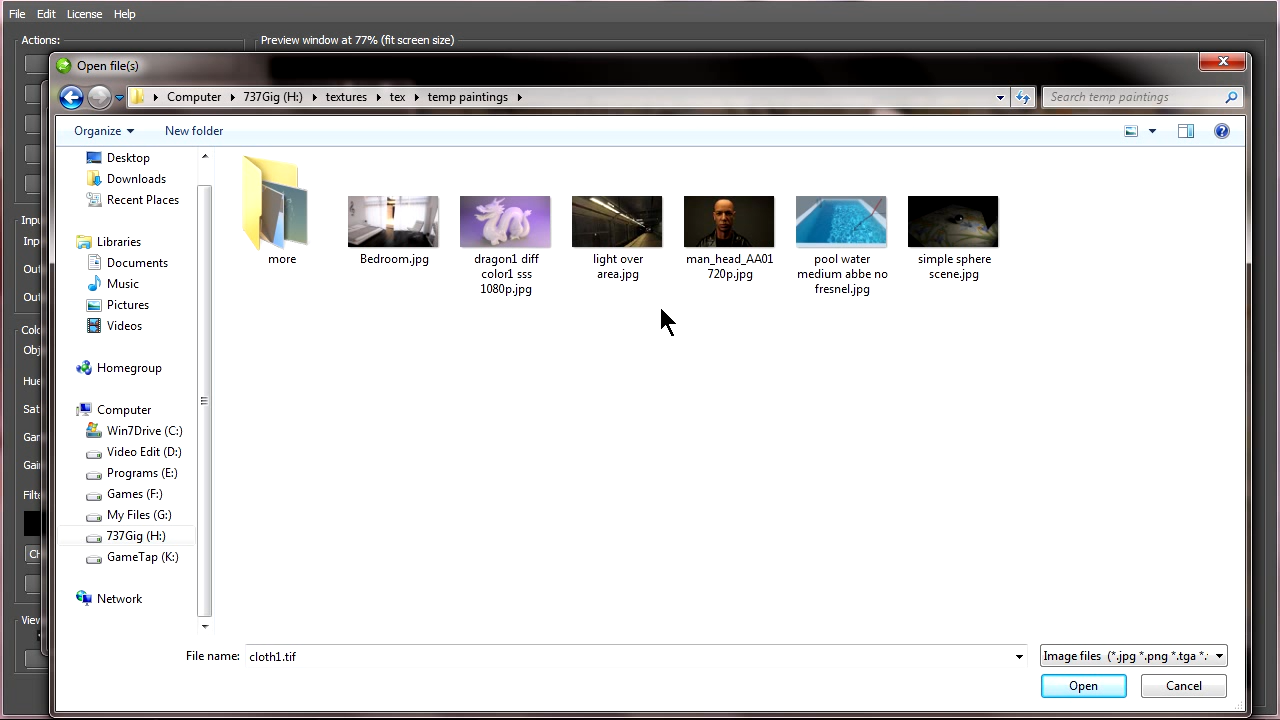 File Edit License Help
Actions:
Preview window at 77% (fit screen size)
Open file(s)
Computer 737Gig (H:) textures tex temp paintings
Search temp paintings
Organize New folder
Desktop
Downloads
Recent Places
Libraries
Documents
Music
Pictures
Videos
Homegroup
Computer
Win7Drive (C:)
Video Edit (D:)
Programs (E:)
Games (F:)
My Files (G:)
737Gig (H:)
GameTap (K:)
Network
more
Bedroom.jpg
dragon1 diff
color1 sss
1080p.jpg
light over
area.jpg
man_head_AA01
720p.jpg
pool water
medium abbe no
fresnel.jpg
simple sphere
scene.jpg
Inpu
Inp
Out
Out
Colo
Obj
Hue
Sat
Gar
Gai
Filte
Ch
View
File name: cloth1.tif
Image files (*.jpg *.png *.tga *.
Open Cancel